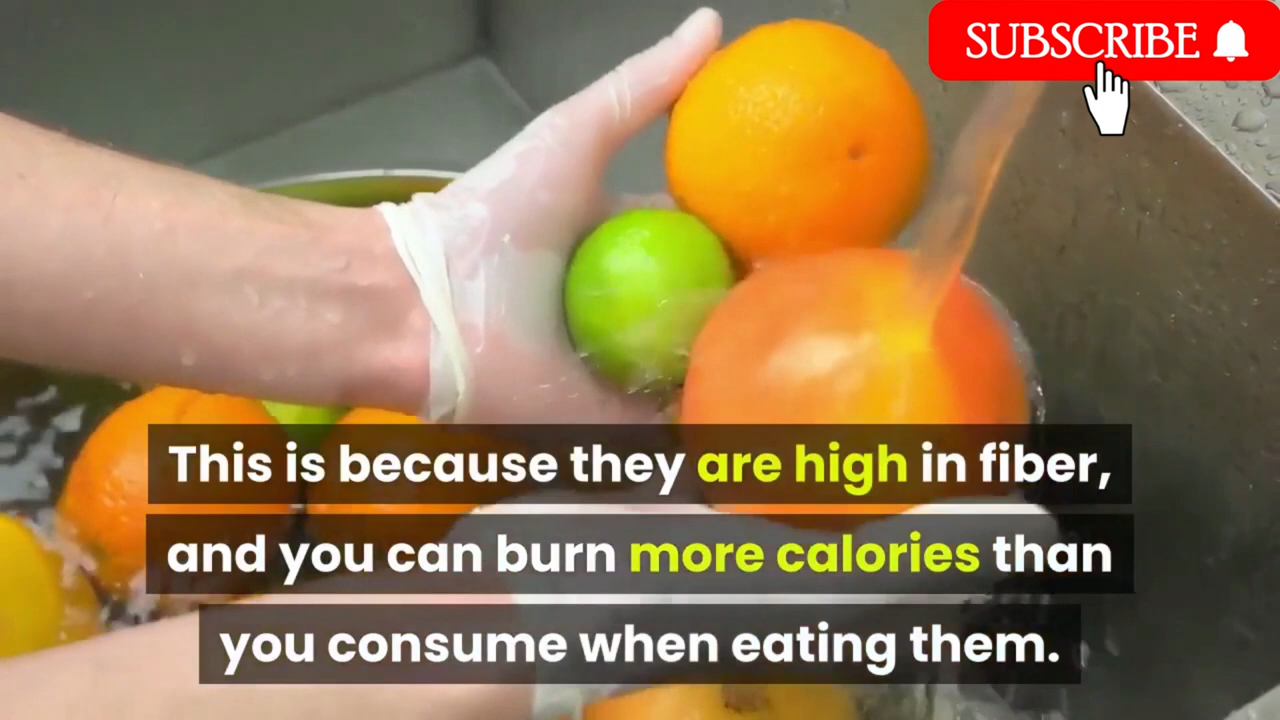 SUBSCRIBE
This is because they are high in fiber,
and you can burn more calories than
you consume when eating them.